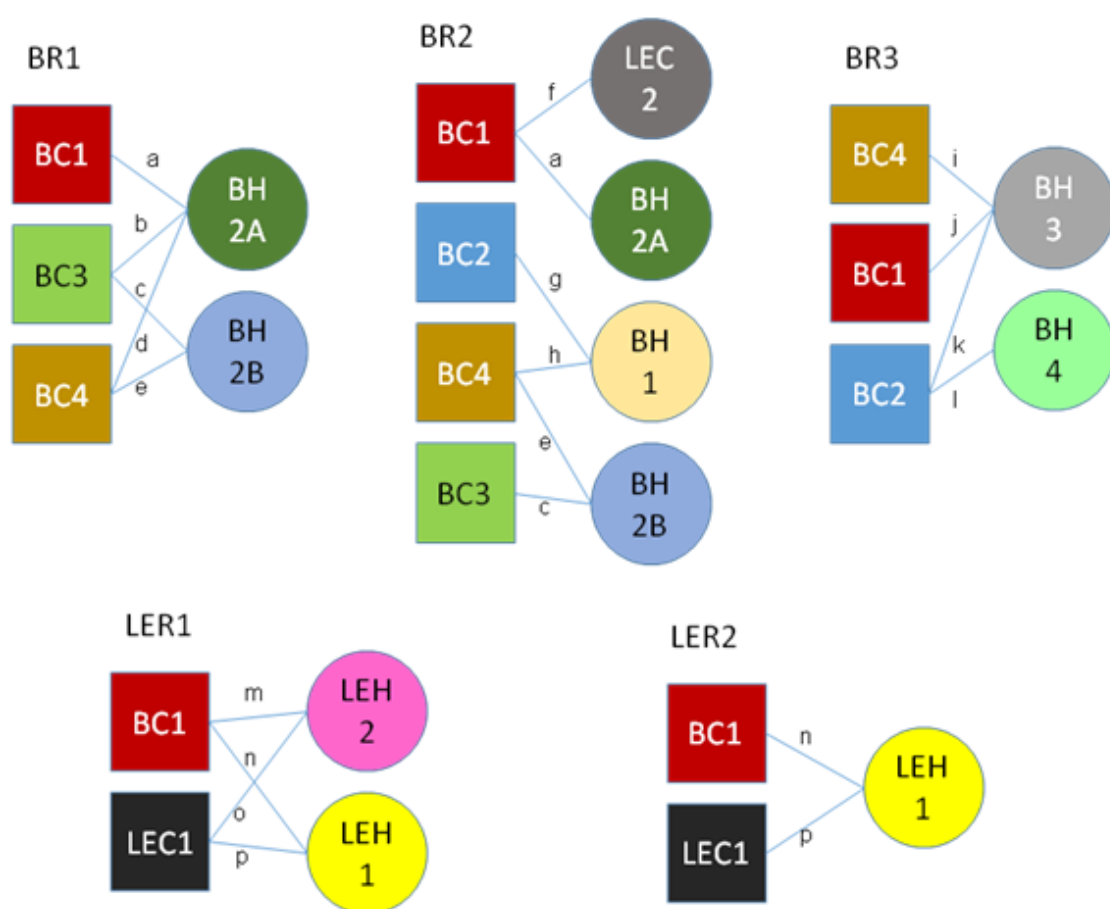 BR1
BC1
BC3
BC4
a
b
c
d
e
BH
2A
BH
2B
BR2
BC1
BC2
BC4
BC3
f
a
g
h
e
c
LEC
2
BH
2A
BH
1
BH
2B
BR3
BC4
BC1
BC2
i
j
k
l
BH
3
BH
4
LER1
BC1
LEC1
m
n
o
p
LEH
2
LEH
1
LER2
BC1
LEC1
n
p
LEH
1